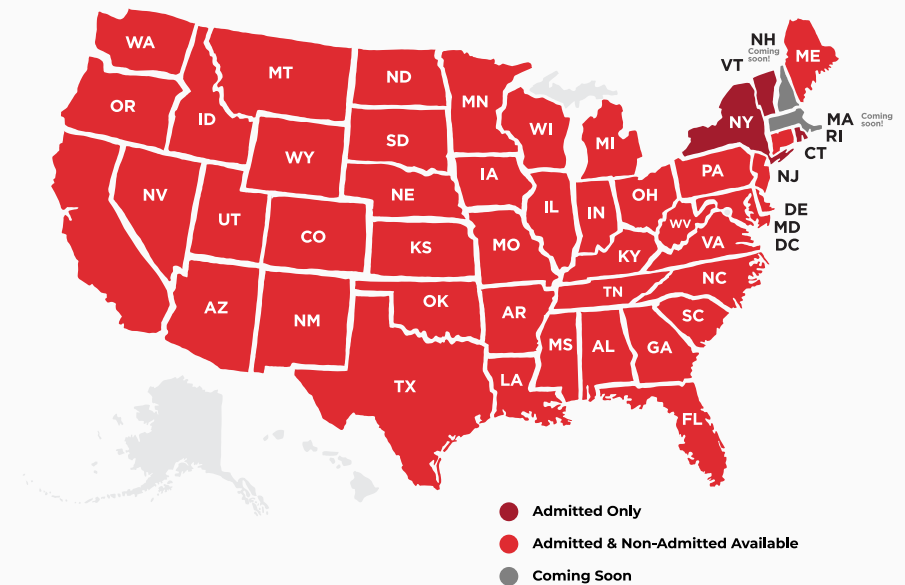 WA
OR
ID
MT
ND
MN
SD
WY
NE
IA
WI
MI
NV
UT
CO
KS
MO
IL
IN
OH
KY
WV
VA
PA
NY
VT
NH
Coming
soon!
ME
MA
Coming
soon!
RI
CT
NJ
DE
MD
DC
AZ
NM
OK
AR
TN
NC
SC
TX
LA
MS
AL
GA
FL
Admitted Only
Admitted & Non-Admitted Available
Coming Soon